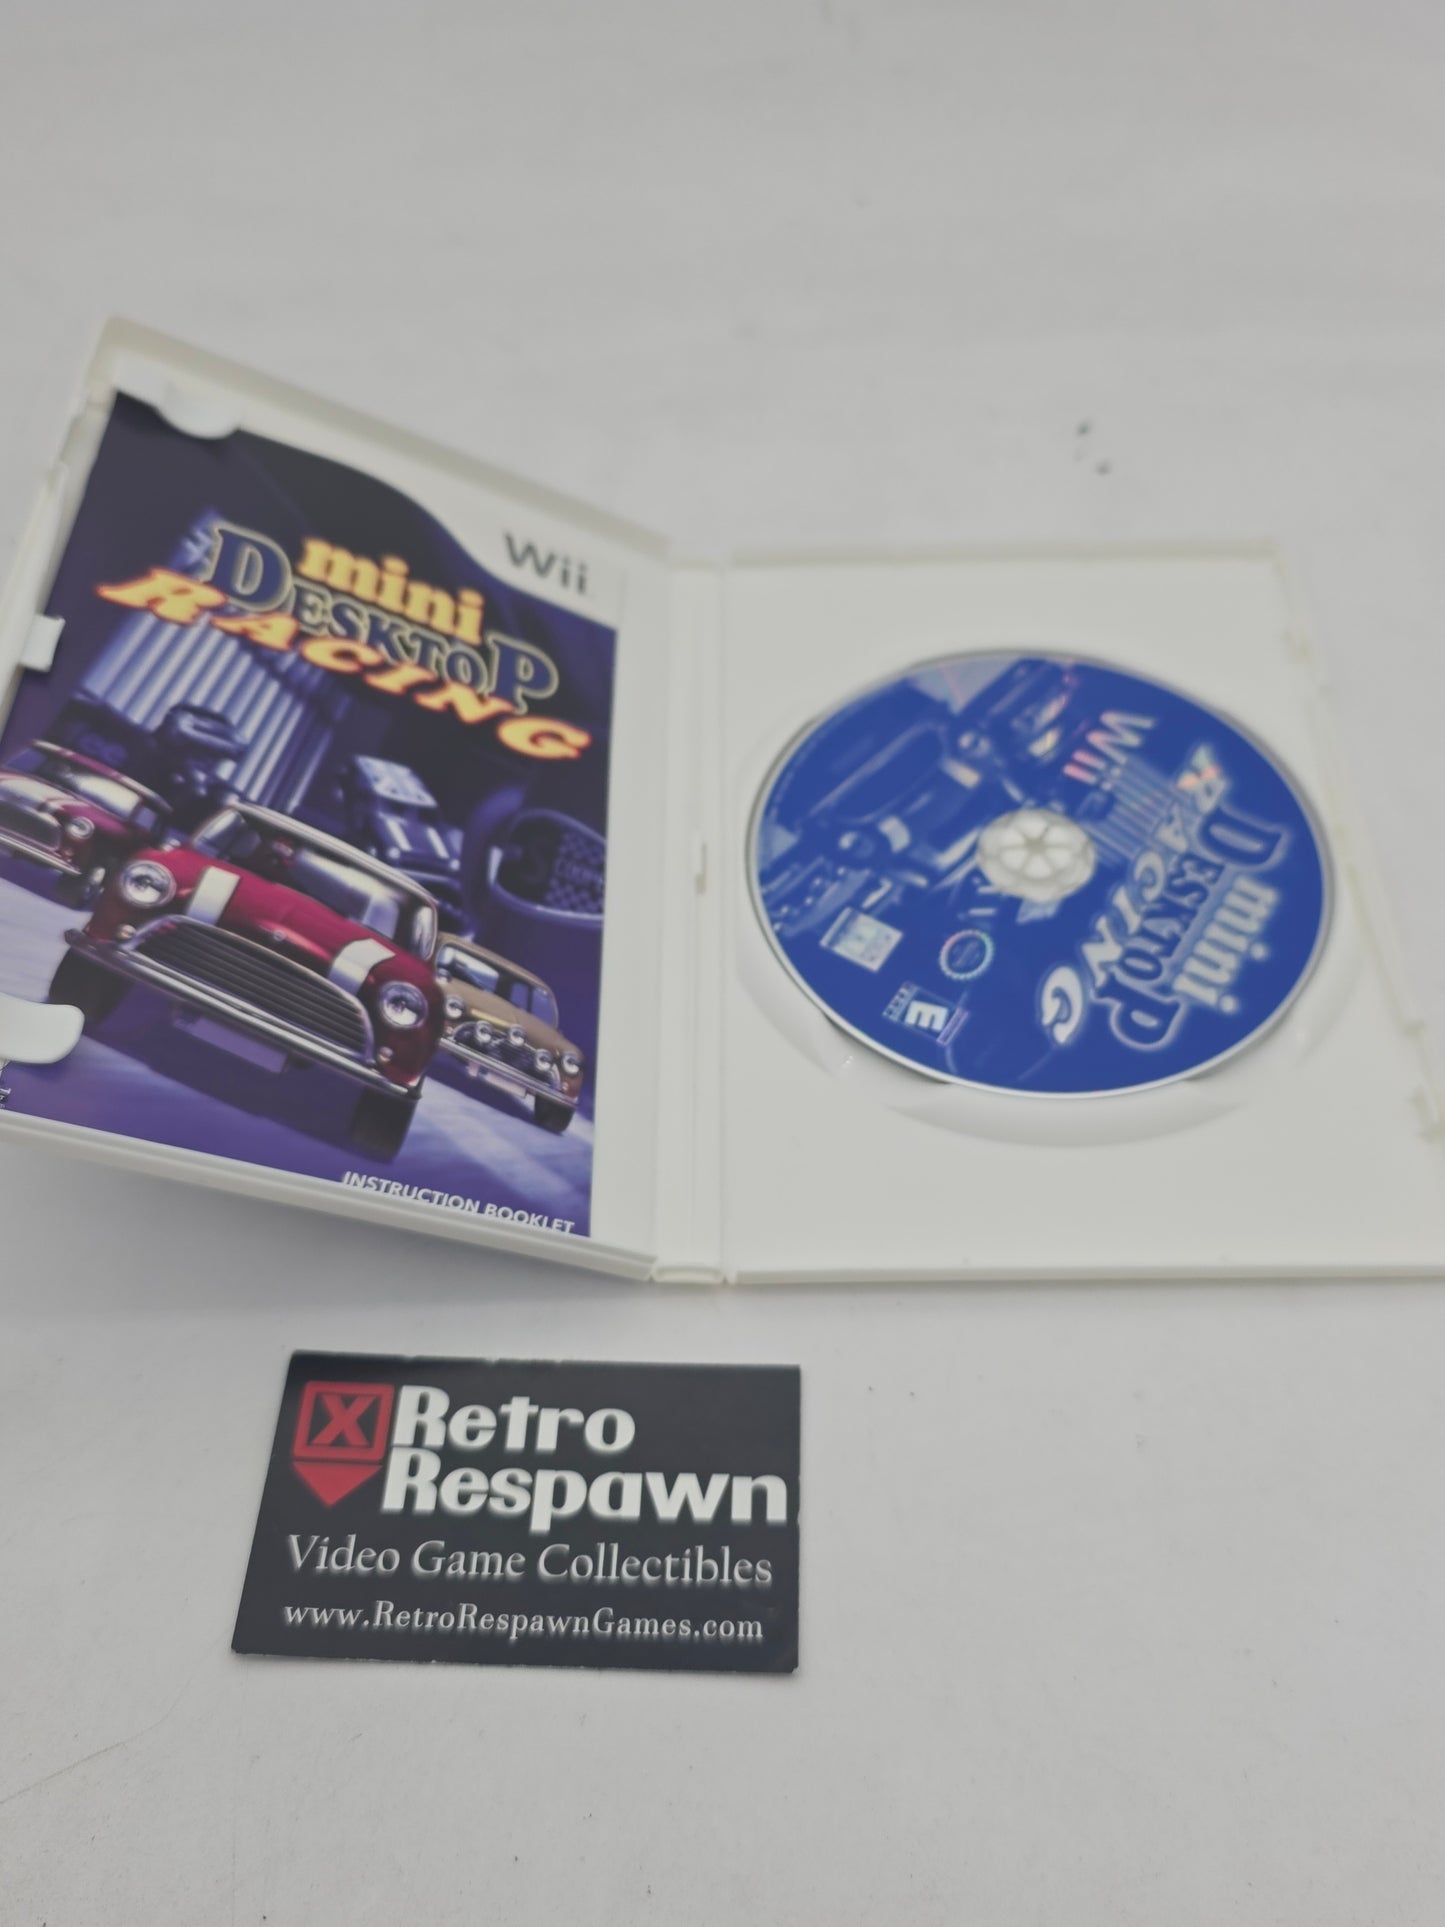 Wii
mini
DESKTOP
RACING
INSTRUCTION BOOKLET
Wii
mini
DESKTOP
RACING
E
X Retro
Respawn
Video Game Collectibles
www.RetroRespawnGames.com